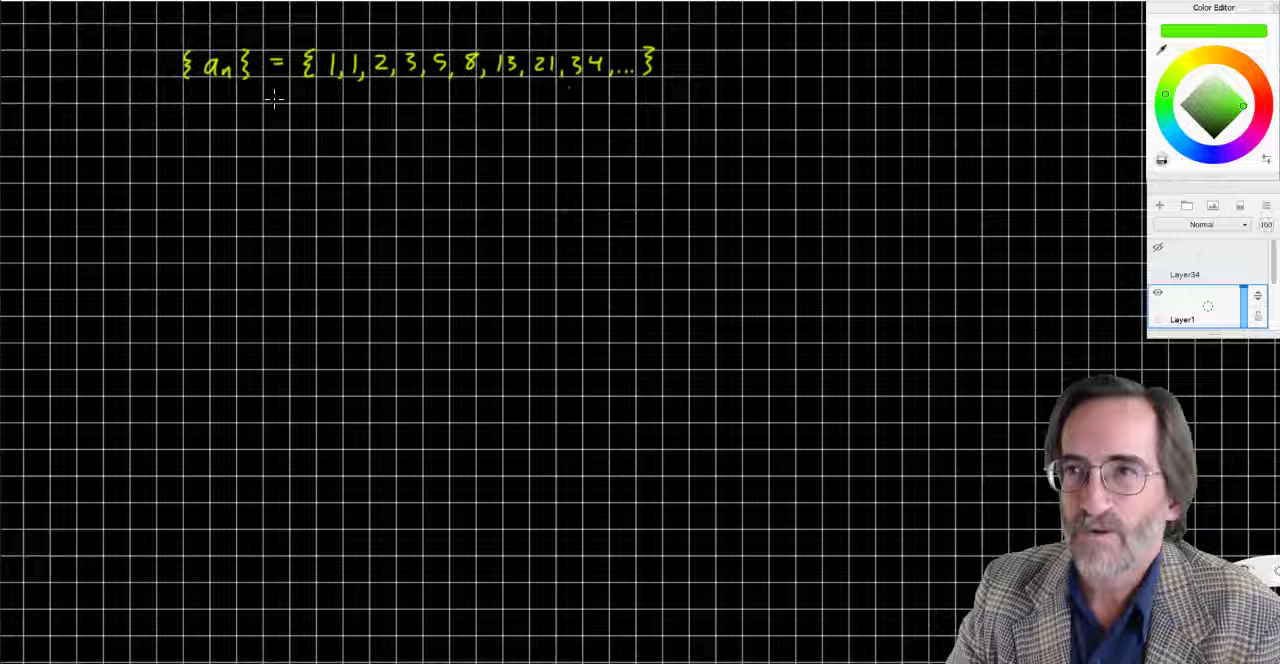 { aₙ } = { 1, 1, 2, 3, 5, 8, 13, 21, 34, ... }
Color Editor
Normal
100
Layer34
Layer1